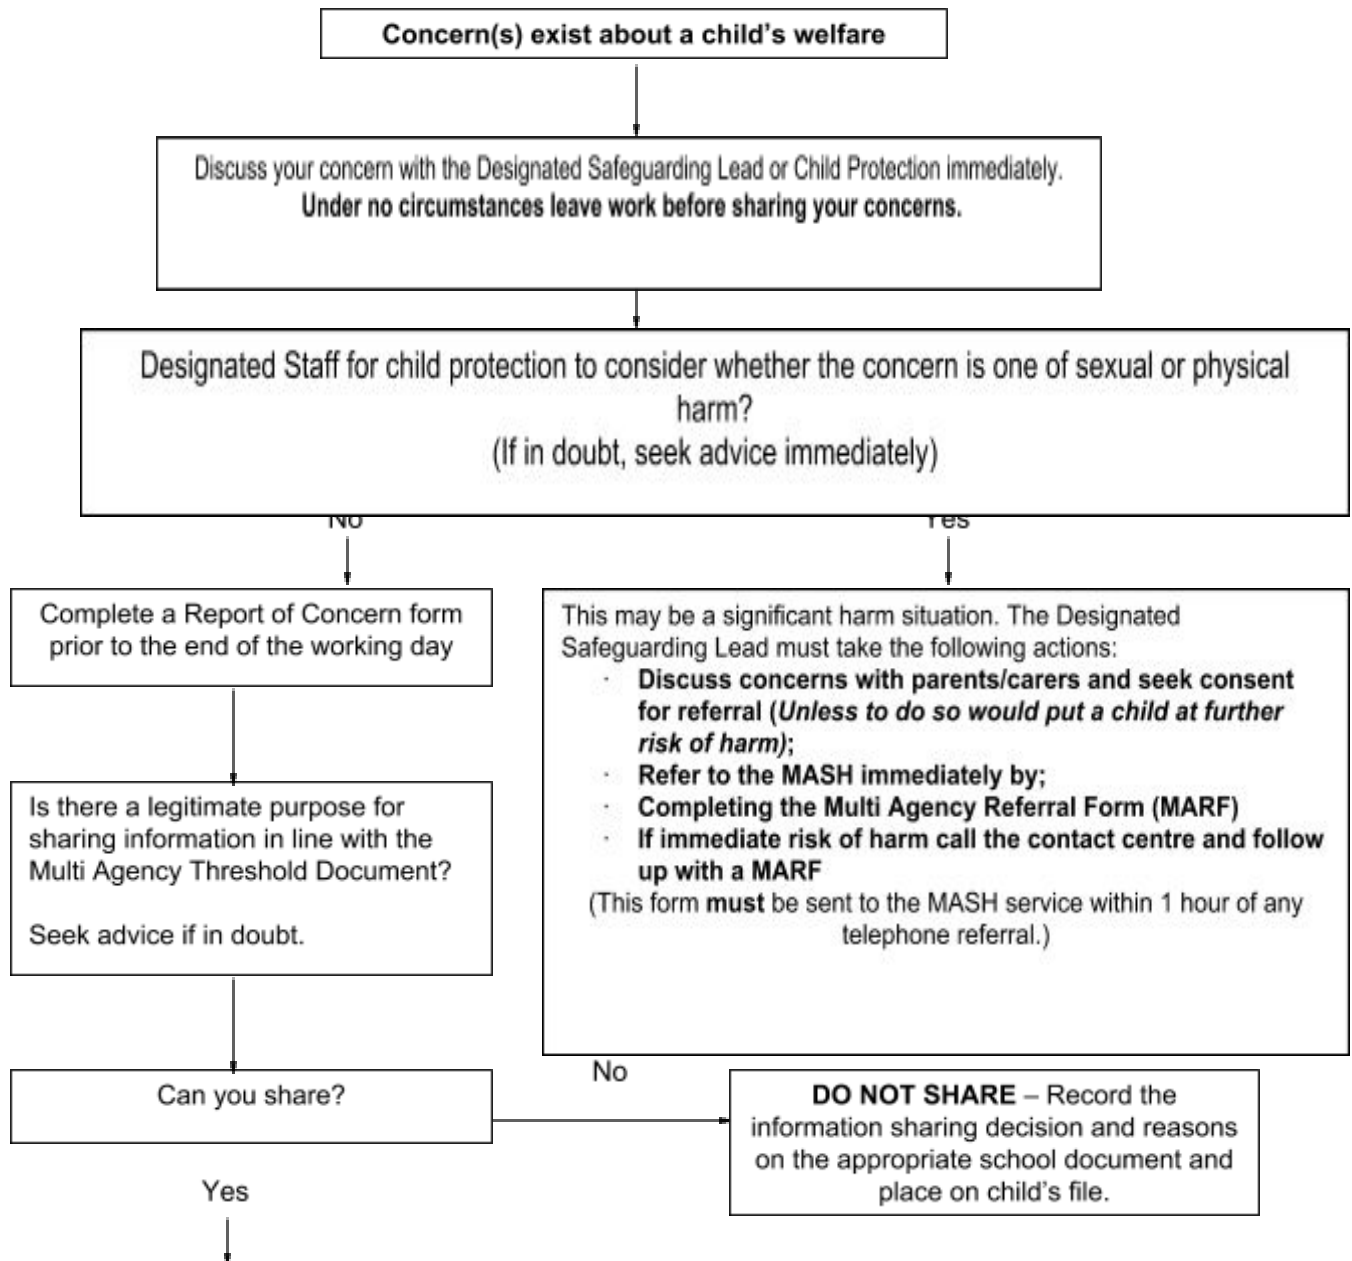 Concern(s) exist about a child's welfare
Discuss your concern with the Designated Safeguarding Lead or Child Protection immediately.
Under no circumstances leave work before sharing your concerns.
Designated Staff for child protection to consider whether the concern is one of sexual or physical
harm?
(If in doubt, seek advice immediately)
No
Yes
Complete a Report of Concern form
prior to the end of the working day
This may be a significant harm situation. The Designated
Safeguarding Lead must take the following actions:
· Discuss concerns with parents/carers and seek consent
for referral (Unless to do so would put a child at further
risk of harm);
· Refer to the MASH immediately by;
· Completing the Multi Agency Referral Form (MARF)
· If immediate risk of harm call the contact centre and follow
up with a MARF
(This form must be sent to the MASH service within 1 hour of any
telephone referral.)
Is there a legitimate purpose for
sharing information in line with the
Multi Agency Threshold Document?
Seek advice if in doubt.
Can you share?
No
DO NOT SHARE – Record the
information sharing decision and reasons
on the appropriate school document and
place on child's file.
Yes